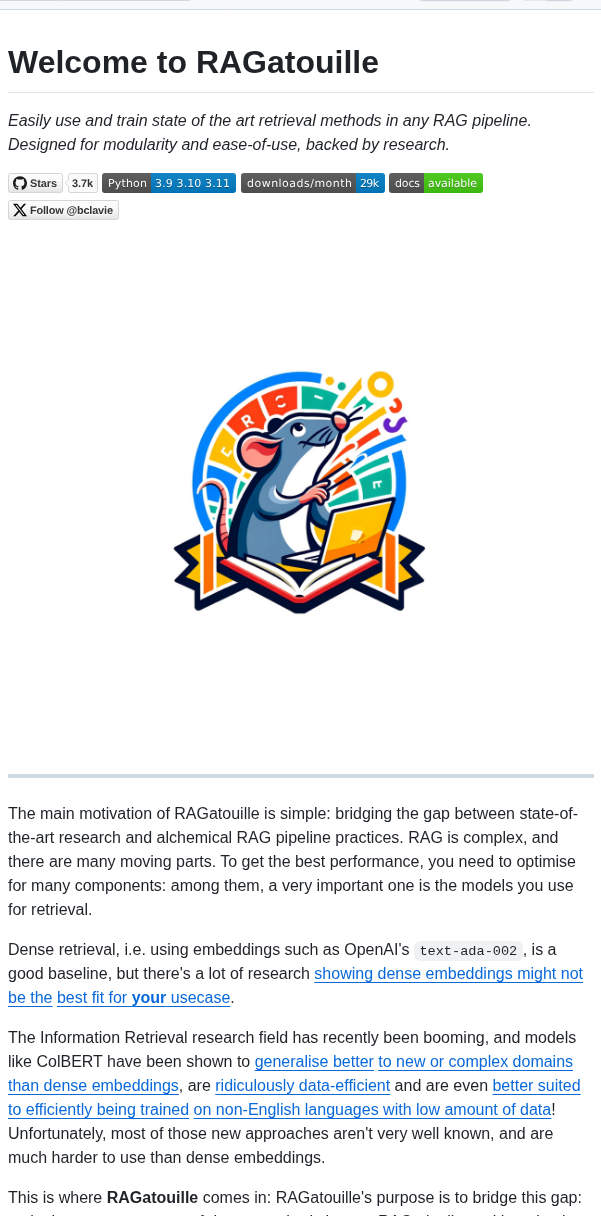 Welcome to RAGatouille
Easily use and train state of the art retrieval methods in any RAG pipeline.
Designed for modularity and ease-of-use, backed by research.
Stars 3.7k Python 3.9 3.10 3.11 downloads/month 29k docs available
Follow @bclavie
The main motivation of RAGatouille is simple: bridging the gap between state-of-
the-art research and alchemical RAG pipeline practices. RAG is complex, and
there are many moving parts. To get the best performance, you need to optimise
for many components: among them, a very important one is the models you use
for retrieval.
Dense retrieval, i.e. using embeddings such as OpenAI's text-ada-002, is a
good baseline, but there's a lot of research showing dense embeddings might not
be the best fit for your usecase.
The Information Retrieval research field has recently been booming, and models
like ColBERT have been shown to generalise better to new or complex domains
than dense embeddings, are ridiculously data-efficient and are even better suited
to efficiently being trained on non-English languages with low amount of data!
Unfortunately, most of those new approaches aren't very well known, and are
much harder to use than dense embeddings.
This is where RAGatouille comes in: RAGatouille's purpose is to bridge this gap: